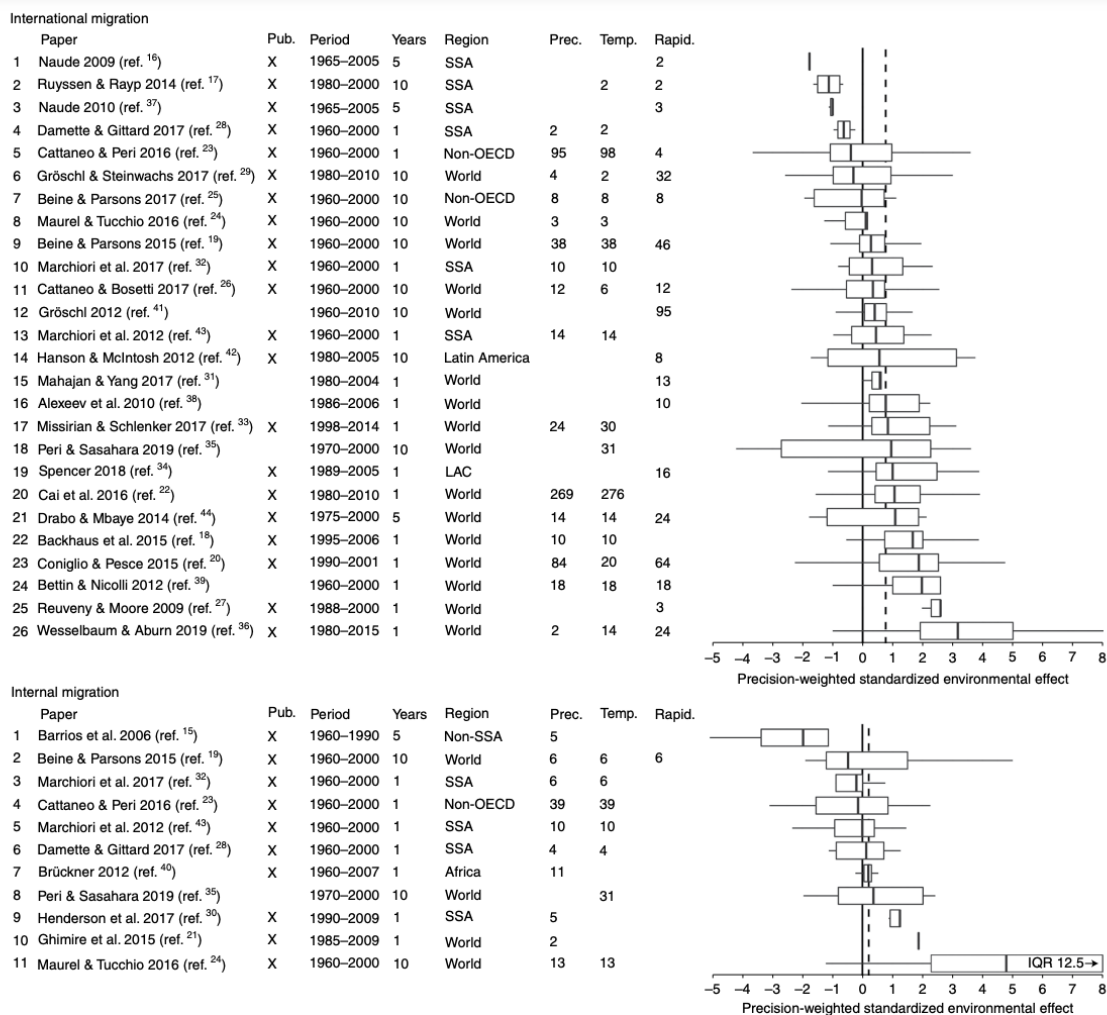 International migration
Paper Pub. Period Years Region Prec. Temp. Rapid.
1 Naude 2009 (ref. 16) X 1965–2005 5 SSA 2
2 Ruyssen & Rayp 2014 (ref. 17) X 1980–2000 10 SSA 2 2
3 Naude 2010 (ref. 37) X 1965–2005 5 SSA 3
4 Damette & Gittard 2017 (ref. 28) X 1960–2000 1 SSA 2 2
5 Cattaneo & Peri 2016 (ref. 23) X 1960–2000 1 Non-OECD 95 98 4
6 Gröschl & Steinwachs 2017 (ref. 29) X 1980–2010 10 World 4 2 32
7 Beine & Parsons 2017 (ref. 25) X 1960–2000 10 Non-OECD 8 8 8
8 Maurel & Tucchio 2016 (ref. 24) X 1960–2000 10 World 3 3
9 Beine & Parsons 2015 (ref. 19) X 1960–2000 10 World 38 38 46
10 Marchiori et al. 2017 (ref. 32) X 1960–2000 1 SSA 10 10
11 Cattaneo & Bosetti 2017 (ref. 26) X 1960–2000 10 World 12 6 12
12 Gröschl 2012 (ref. 41) 1960–2010 10 World 95
13 Marchiori et al. 2012 (ref. 43) X 1960–2000 1 SSA 14 14
14 Hanson & McIntosh 2012 (ref. 42) X 1980–2005 10 Latin America 8
15 Mahajan & Yang 2017 (ref. 31) 1980–2004 1 World 13
16 Alexeev et al. 2010 (ref. 38) 1986–2006 1 World 10
17 Missirian & Schlenker 2017 (ref. 33) X 1998–2014 1 World 24 30
18 Peri & Sasahara 2019 (ref. 35) 1970–2000 10 World 31
19 Spencer 2018 (ref. 34) X 1989–2005 1 LAC 16
20 Cai et al. 2016 (ref. 22) X 1980–2010 1 World 269 276
21 Drabo & Mbaye 2014 (ref. 44) X 1975–2000 5 World 14 14 24
22 Backhaus et al. 2015 (ref. 18) X 1995–2006 1 World 10 10
23 Coniglio & Pesce 2015 (ref. 20) X 1990–2001 1 World 84 20 64
24 Bettin & Nicolli 2012 (ref. 39) 1960–2000 1 World 18 18 18
25 Reuveny & Moore 2009 (ref. 27) X 1988–2000 1 World 3
26 Wesselbaum & Aburn 2019 (ref. 36) X 1980–2015 1 World 2 14 24
−5 −4 −3 −2 −1 0 1 2 3 4 5 6 7 8
Precision-weighted standardized environmental effect
Internal migration
Paper Pub. Period Years Region Prec. Temp. Rapid.
1 Barrios et al. 2006 (ref. 15) X 1960–1990 5 Non-SSA 5
2 Beine & Parsons 2015 (ref. 19) X 1960–2000 10 World 6 6 6
3 Marchiori et al. 2017 (ref. 32) X 1960–2000 1 SSA 6 6
4 Cattaneo & Peri 2016 (ref. 23) X 1960–2000 1 Non-OECD 39 39
5 Marchiori et al. 2012 (ref. 43) X 1960–2000 1 SSA 10 10
6 Damette & Gittard 2017 (ref. 28) X 1960–2000 1 SSA 4 4
7 Brückner 2012 (ref. 40) X 1960–2007 1 Africa 11
8 Peri & Sasahara 2019 (ref. 35) 1970–2000 10 World 31
9 Henderson et al. 2017 (ref. 30) X 1990–2009 1 SSA 5
10 Ghimire et al. 2015 (ref. 21) X 1985–2009 1 World 2
11 Maurel & Tucchio 2016 (ref. 24) X 1960–2000 10 World 13 13 IQR 12.5→
−5 −4 −3 −2 −1 0 1 2 3 4 5 6 7 8
Precision-weighted standardized environmental effect